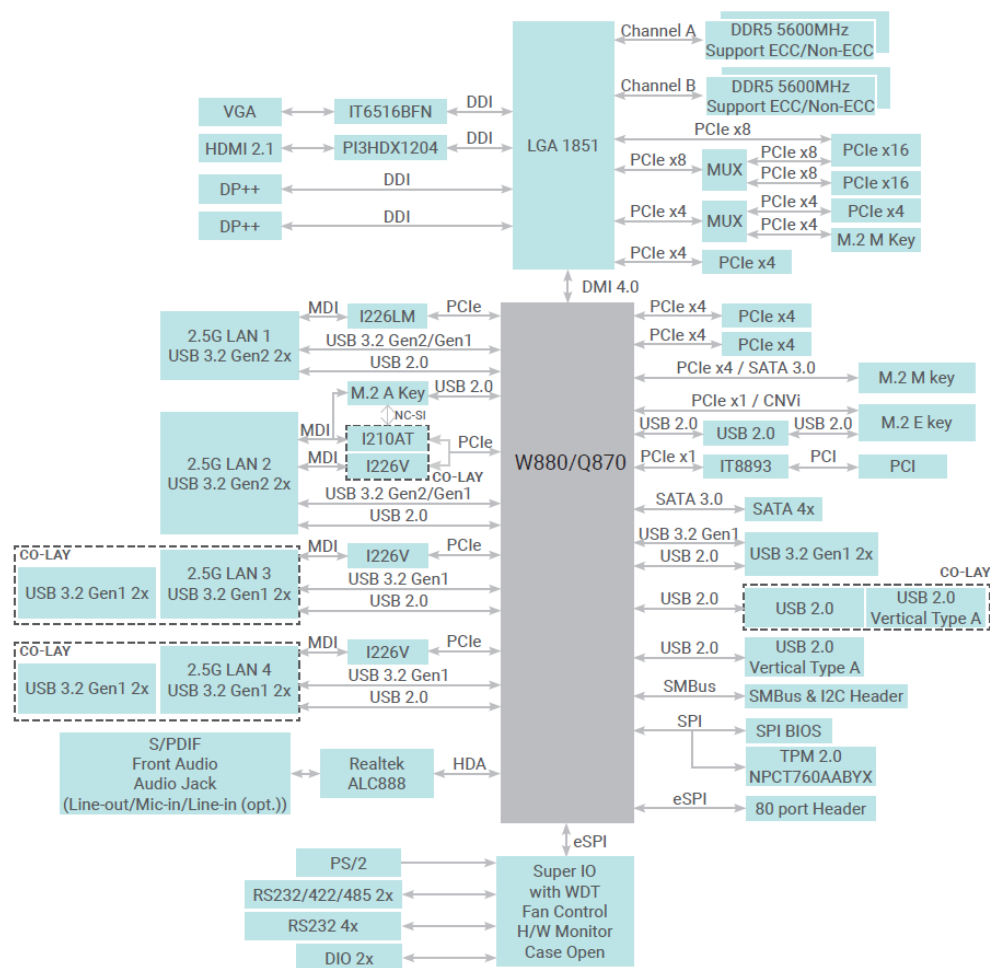 Channel A
DDR5 5600MHz
Support ECC/Non-ECC
Channel B
DDR5 5600MHz
Support ECC/Non-ECC
VGA
IT6516BFN
DDI
HDMI 2.1
PI3HDX1204
DDI
DP++
DDI
DP++
DDI
LGA 1851
PCIe x8
PCIe x16
PCIe x8
MUX
PCIe x8
PCIe x8
PCIe x16
PCIe x4
MUX
PCIe x4
PCIe x4
PCIe x4
M.2 M Key
PCIe x4
PCIe x4
DMI 4.0
2.5G LAN 1
USB 3.2 Gen2 2x
MDI
I226LM
PCIe
USB 3.2 Gen2/Gen1
USB 2.0
M.2 A Key
USB 2.0
NC-SI
2.5G LAN 2
USB 3.2 Gen2 2x
MDI
I210AT
PCIe
MDI
I226V
CO-LAY
USB 3.2 Gen2/Gen1
USB 2.0
CO-LAY
USB 3.2 Gen1 2x
2.5G LAN 3
USB 3.2 Gen1 2x
MDI
I226V
PCIe
USB 3.2 Gen1
USB 2.0
CO-LAY
USB 3.2 Gen1 2x
2.5G LAN 4
USB 3.2 Gen1 2x
MDI
I226V
PCIe
USB 3.2 Gen1
USB 2.0
S/PDIF
Front Audio
Audio Jack
(Line-out/Mic-in/Line-in (opt.))
Realtek
ALC888
HDA
W880/Q870
PCIe x4
PCIe x4
PCIe x4
PCIe x4
PCIe x4 / SATA 3.0
M.2 M key
PCIe x1 / CNVi
M.2 E key
USB 2.0
USB 2.0
USB 2.0
PCIe x1
IT8893
PCI
PCI
SATA 3.0
SATA 4x
USB 3.2 Gen1
USB 2.0
USB 3.2 Gen1 2x
CO-LAY
USB 2.0
USB 2.0
USB 2.0
Vertical Type A
USB 2.0
USB 2.0
Vertical Type A
SMBus
SMBus & I2C Header
SPI
SPI BIOS
TPM 2.0
NPCT760AABYX
eSPI
80 port Header
eSPI
PS/2
RS232/422/485 2x
RS232 4x
DIO 2x
Super IO
with WDT
Fan Control
H/W Monitor
Case Open